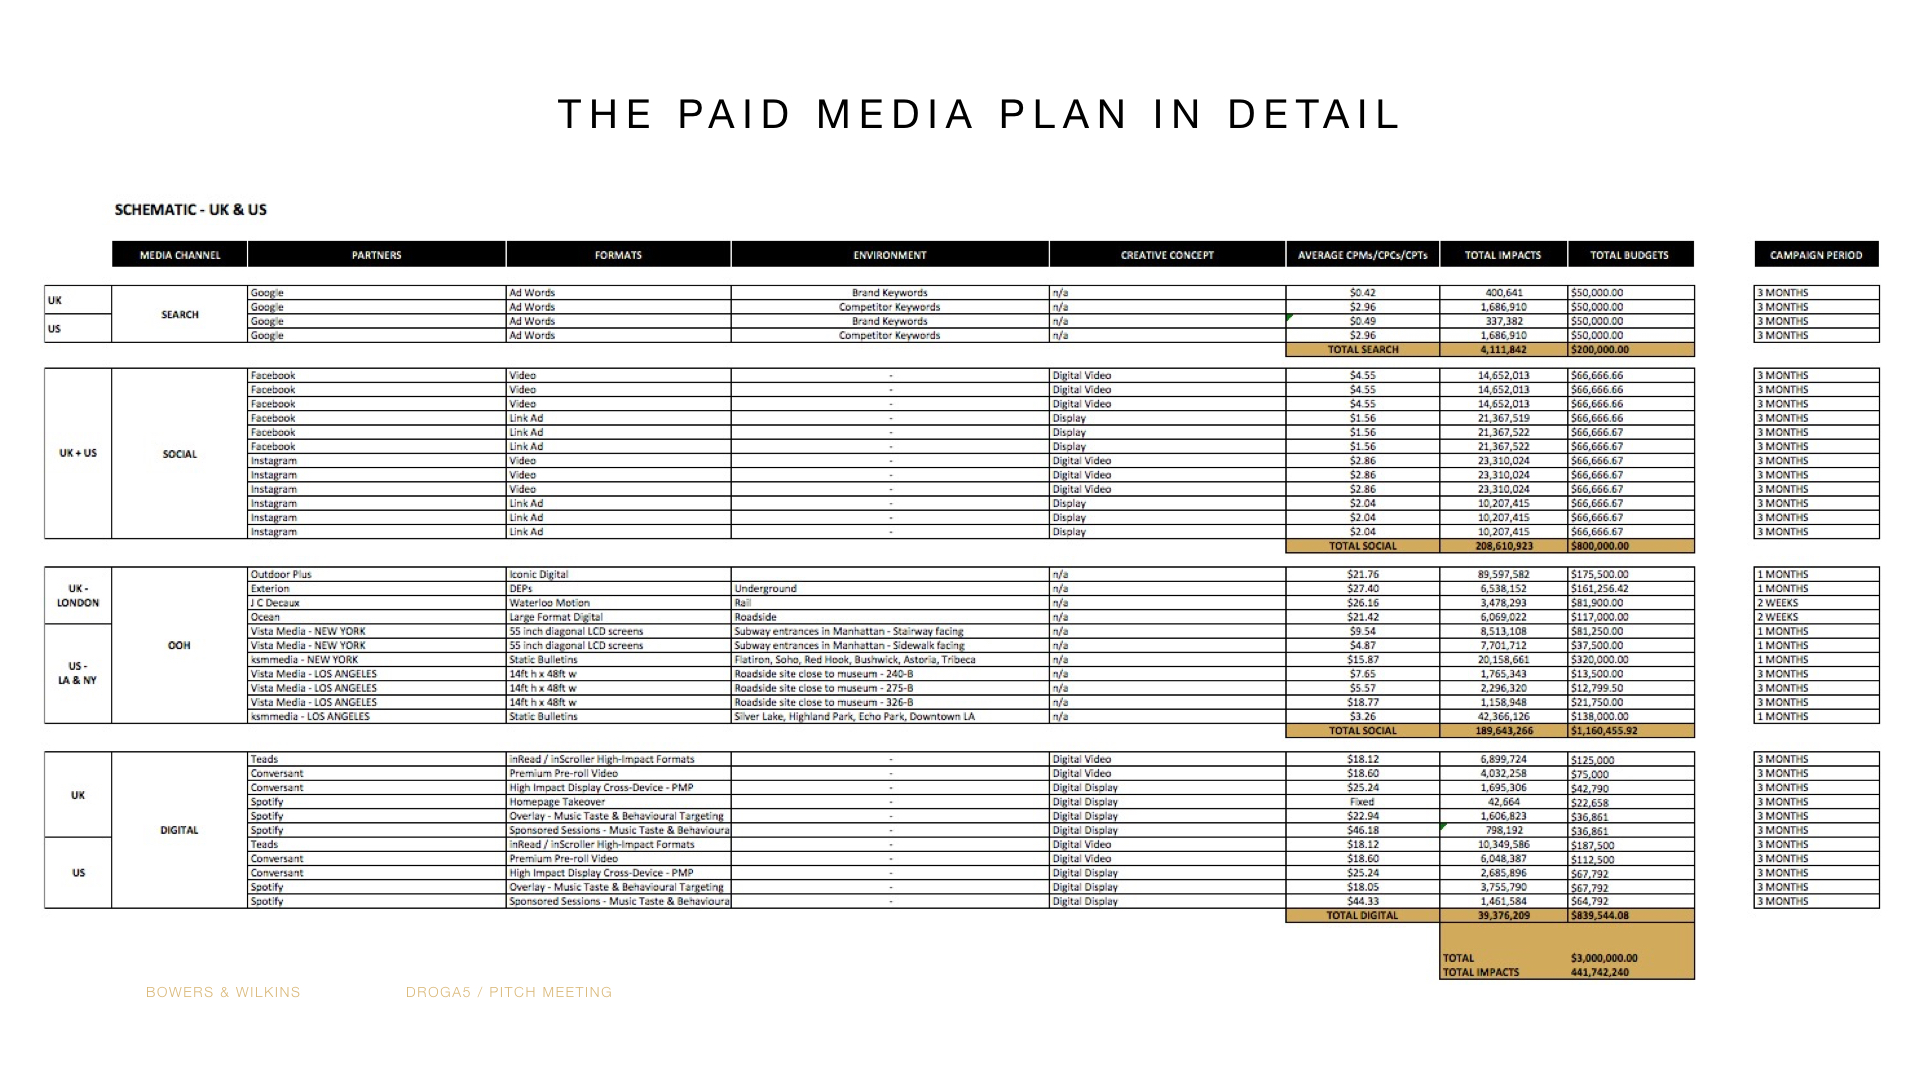 THE PAID MEDIA PLAN IN DETAIL
SCHEMATIC - UK & US
MEDIA CHANNEL PARTNERS FORMATS ENVIRONMENT CREATIVE CONCEPT AVERAGE CPMs/CPCs/CPTs TOTAL IMPACTS TOTAL BUDGETS CAMPAIGN PERIOD
UK SEARCH Google Ad Words Brand Keywords n/a $0.42 400,641 $50,000.00 3 MONTHS
Google Ad Words Competitor Keywords n/a $2.96 1,686,910 $50,000.00 3 MONTHS
US Google Ad Words Brand Keywords n/a $0.49 337,382 $50,000.00 3 MONTHS
Google Ad Words Competitor Keywords n/a $2.96 1,686,910 $50,000.00 3 MONTHS
TOTAL SEARCH 4,111,842 $200,000.00
UK + US SOCIAL Facebook Video - Digital Video $4.55 14,652,013 $66,666.66 3 MONTHS
Facebook Video - Digital Video $4.55 14,652,013 $66,666.66 3 MONTHS
Facebook Video - Digital Video $4.55 14,652,013 $66,666.66 3 MONTHS
Facebook Link Ad - Display $1.56 21,367,519 $66,666.66 3 MONTHS
Facebook Link Ad - Display $1.56 21,367,522 $66,666.67 3 MONTHS
Facebook Link Ad - Display $1.56 21,367,522 $66,666.67 3 MONTHS
Instagram Video - Digital Video $2.86 23,310,024 $66,666.67 3 MONTHS
Instagram Video - Digital Video $2.86 23,310,024 $66,666.67 3 MONTHS
Instagram Video - Digital Video $2.86 23,310,024 $66,666.67 3 MONTHS
Instagram Link Ad - Display $2.04 10,207,415 $66,666.67 3 MONTHS
Instagram Link Ad - Display $2.04 10,207,415 $66,666.67 3 MONTHS
Instagram Link Ad - Display $2.04 10,207,415 $66,666.67 3 MONTHS
TOTAL SOCIAL 208,610,923 $800,000.00
UK - LONDON OOH Outdoor Plus Iconic Digital n/a $21.76 89,597,582 $175,500.00 1 MONTHS
Exterion DEPs Underground n/a $27.40 6,538,152 $161,256.42 1 MONTHS
J C Decaux Waterloo Motion Rail n/a $26.16 3,478,293 $81,900.00 2 WEEKS
Ocean Large Format Digital Roadside n/a $21.42 6,069,022 $117,000.00 2 WEEKS
US - LA & NY Vista Media - NEW YORK 55 inch diagonal LCD screens Subway entrances in Manhattan - Stairway facing n/a $9.54 8,513,108 $81,250.00 1 MONTHS
Vista Media - NEW YORK 55 inch diagonal LCD screens Subway entrances in Manhattan - Sidewalk facing n/a $4.87 7,701,712 $37,500.00 1 MONTHS
ksmmedia - NEW YORK Static Bulletins Flatiron, Soho, Red Hook, Bushwick, Astoria, Tribeca n/a $15.87 20,158,661 $320,000.00 1 MONTHS
Vista Media - LOS ANGELES 14ft h x 48ft w Roadside site close to museum - 240-B n/a $7.65 1,765,343 $13,500.00 3 MONTHS
Vista Media - LOS ANGELES 14ft h x 48ft w Roadside site close to museum - 275-B n/a $5.57 2,296,320 $12,799.50 3 MONTHS
Vista Media - LOS ANGELES 14ft h x 48ft w Roadside site close to museum - 326-B n/a $18.77 1,158,948 $21,750.00 3 MONTHS
ksmmedia - LOS ANGELES Static Bulletins Silver Lake, Highland Park, Echo Park, Downtown LA n/a $3.26 42,366,126 $138,000.00 1 MONTHS
TOTAL SOCIAL 189,643,266 $1,160,455.92
UK DIGITAL Teads inRead / inScroller High-Impact Formats - Digital Video $18.12 6,899,724 $125,000 3 MONTHS
Conversant Premium Pre-roll Video - Digital Video $18.60 4,032,258 $75,000 3 MONTHS
Conversant High Impact Display Cross-Device - PMP - Digital Display $25.24 1,695,306 $42,790 3 MONTHS
Spotify Homepage Takeover - Digital Display Fixed 42,664 $22,658 3 MONTHS
Spotify Overlay - Music Taste & Behavioural Targeting - Digital Display $22.94 1,606,823 $36,861 3 MONTHS
Spotify Sponsored Sessions - Music Taste & Behavioura - Digital Display $46.18 798,192 $36,861 3 MONTHS
US Teads inRead / inScroller High-Impact Formats - Digital Video $18.12 10,349,586 $187,500 3 MONTHS
Conversant Premium Pre-roll Video - Digital Video $18.60 6,048,387 $112,500 3 MONTHS
Conversant High Impact Display Cross-Device - PMP - Digital Display $25.24 2,685,896 $67,792 3 MONTHS
Spotify Overlay - Music Taste & Behavioural Targeting - Digital Display $18.05 3,755,790 $67,792 3 MONTHS
Spotify Sponsored Sessions - Music Taste & Behavioura - Digital Display $44.33 1,461,584 $64,792 3 MONTHS
TOTAL DIGITAL 39,376,209 $839,544.08
TOTAL $3,000,000.00
TOTAL IMPACTS 441,742,240
BOWERS & WILKINS DROGA5 / PITCH MEETING